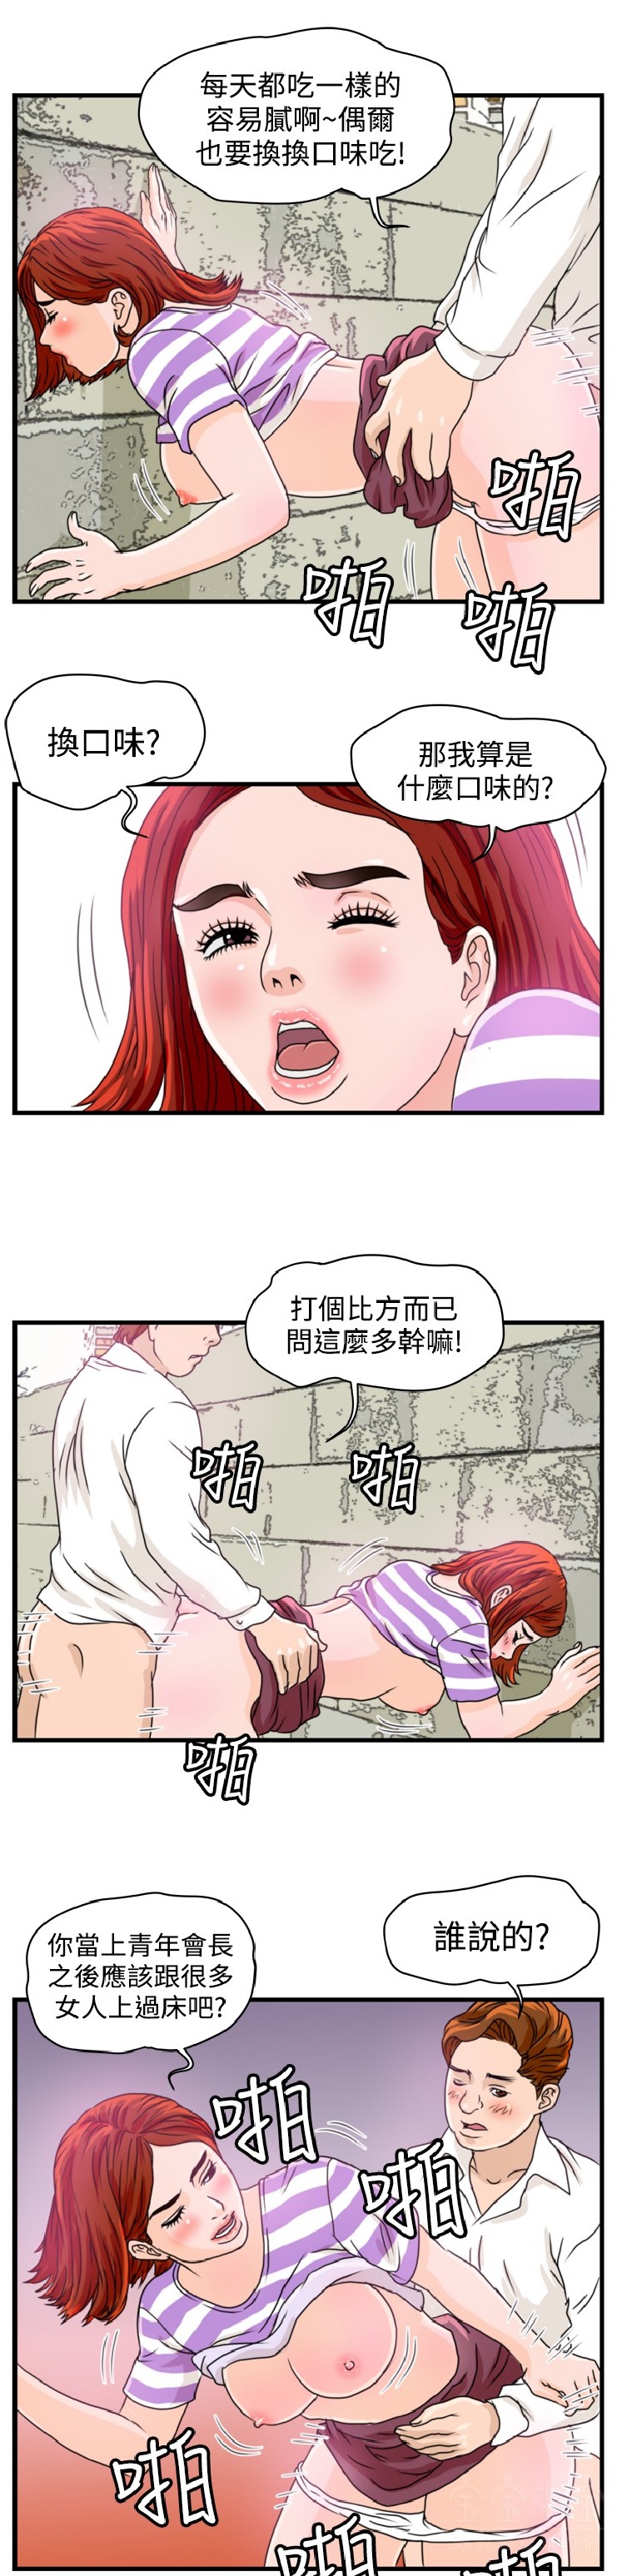 每天都吃一樣的
容易膩啊~偶爾
也要換換口味吃!
啪
啪
啪
換口味?
那我算是
什麼口味的?
打個比方而已
問這麼多幹嘛!
啪
啪
啪
你當上青年會長
之後應該跟很多
女人上過床吧?
誰說的?
啪
啪
啪
啪
啪